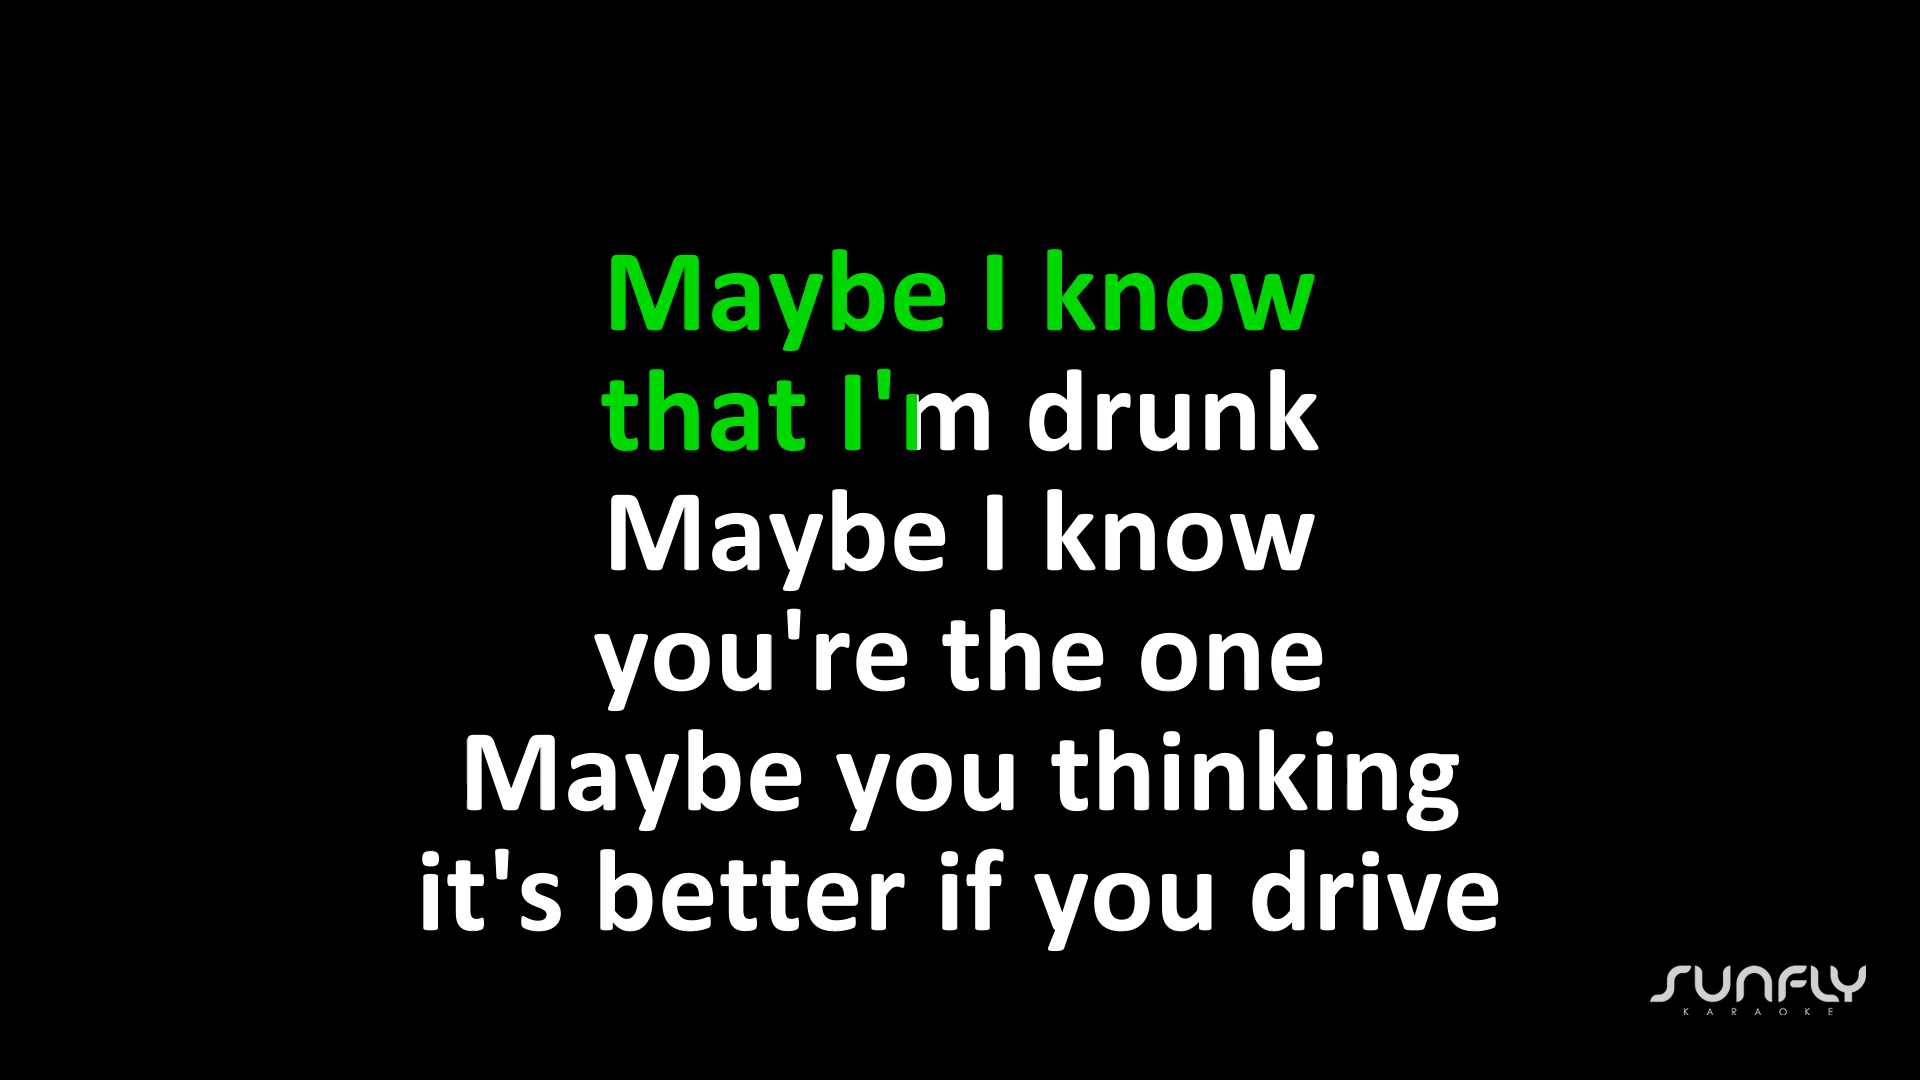 Maybe I know
that I'm drunk
Maybe I know
you're the one
Maybe you thinking
it's better if you drive
SUNFLY
KARAOKE